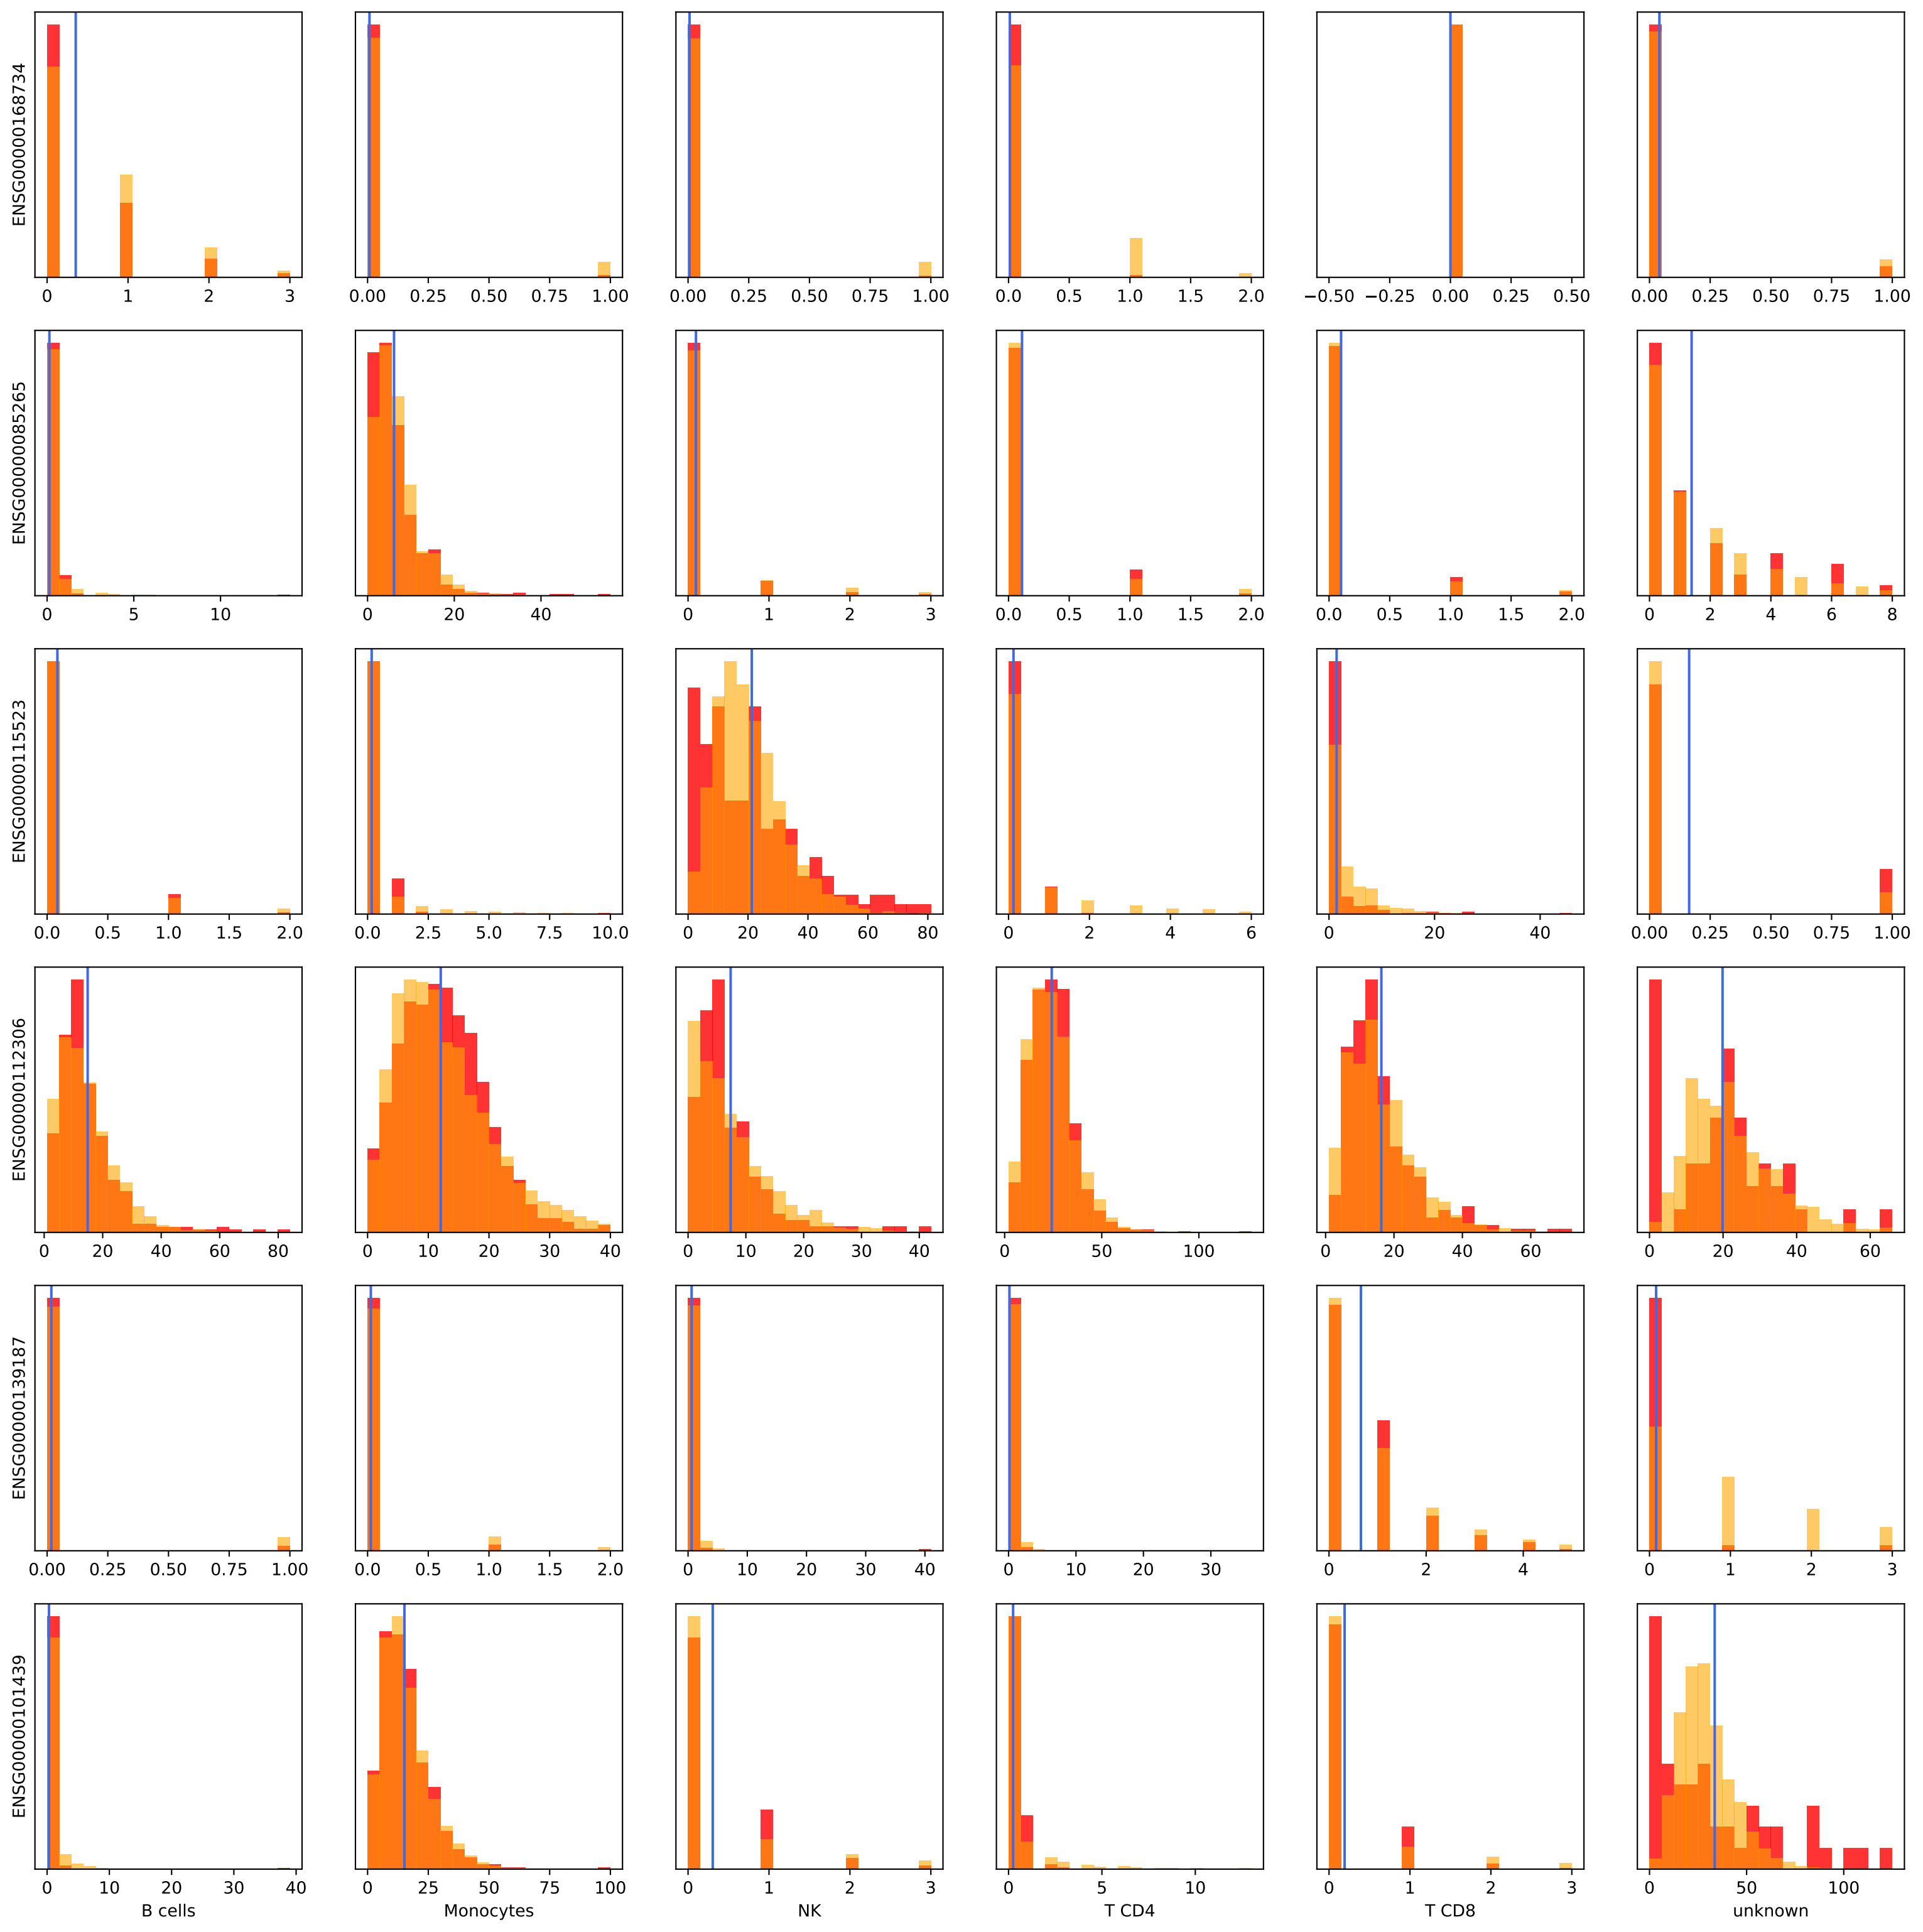 ENSG00000168734
0 1 2 3
0.00 0.25 0.50 0.75 1.00
0.00 0.25 0.50 0.75 1.00
0.0 0.5 1.0 1.5 2.0
−0.50 −0.25 0.00 0.25 0.50
0.00 0.25 0.50 0.75 1.00
ENSG00000085265
0 5 10
0 20 40
0 1 2 3
0.0 0.5 1.0 1.5 2.0
0.0 0.5 1.0 1.5 2.0
0 2 4 6 8
ENSG00000115523
0.0 0.5 1.0 1.5 2.0
0.0 2.5 5.0 7.5 10.0
0 20 40 60 80
0 2 4 6
0 20 40
0.00 0.25 0.50 0.75 1.00
ENSG00000112306
0 20 40 60 80
0 10 20 30 40
0 10 20 30 40
0 50 100
0 20 40 60
0 20 40 60
ENSG00000139187
0.00 0.25 0.50 0.75 1.00
0.0 0.5 1.0 1.5 2.0
0 10 20 30 40
0 10 20 30
0 2 4
0 1 2 3
ENSG00000101439
0 10 20 30 40
B cells
0 25 50 75 100
Monocytes
0 1 2 3
NK
0 5 10
T CD4
0 1 2 3
T CD8
0 50 100
unknown